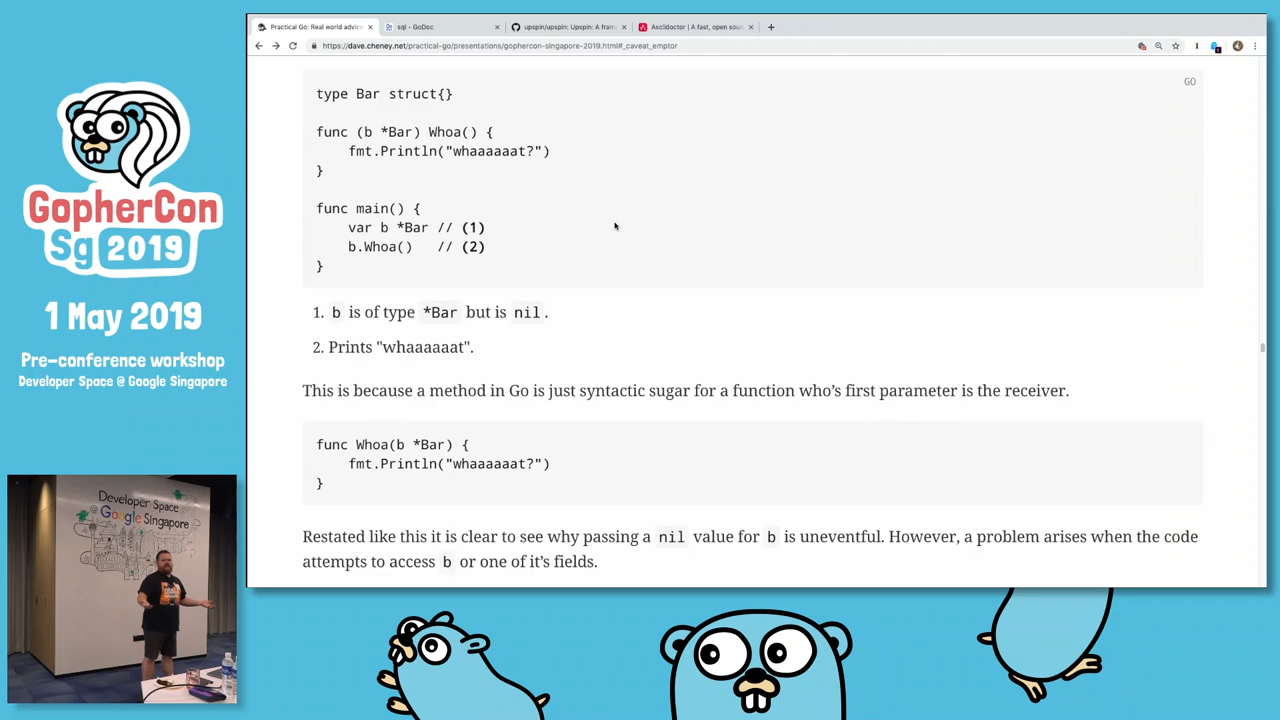 Practical Go: Real world advice
sql - GoDoc
upspin/upspin: Upspin: A fram
Asciidoctor | A fast, open sou
https://dave.cheney.net/practical-go/presentations/gophercon-singapore-2019.html#_caveat_emptor
GO
type Bar struct{}
func (b *Bar) Whoa() {
fmt.Println("whaaaaaat?")
}
func main() {
var b *Bar // (1)
b.Whoa() // (2)
}
1. b is of type *Bar but is nil.
2. Prints "whaaaaaat".
This is because a method in Go is just syntactic sugar for a function who's first parameter is the receiver.
func Whoa(b *Bar) {
fmt.Println("whaaaaaat?")
}
Restated like this it is clear to see why passing a nil value for b is uneventful. However, a problem arises when the code
attempts to access b or one of it's fields.
GopherCon
Sg 2019
1 May 2019
Pre-conference workshop
Developer Space @ Google Singapore
Developer Space
@ Google Singapore